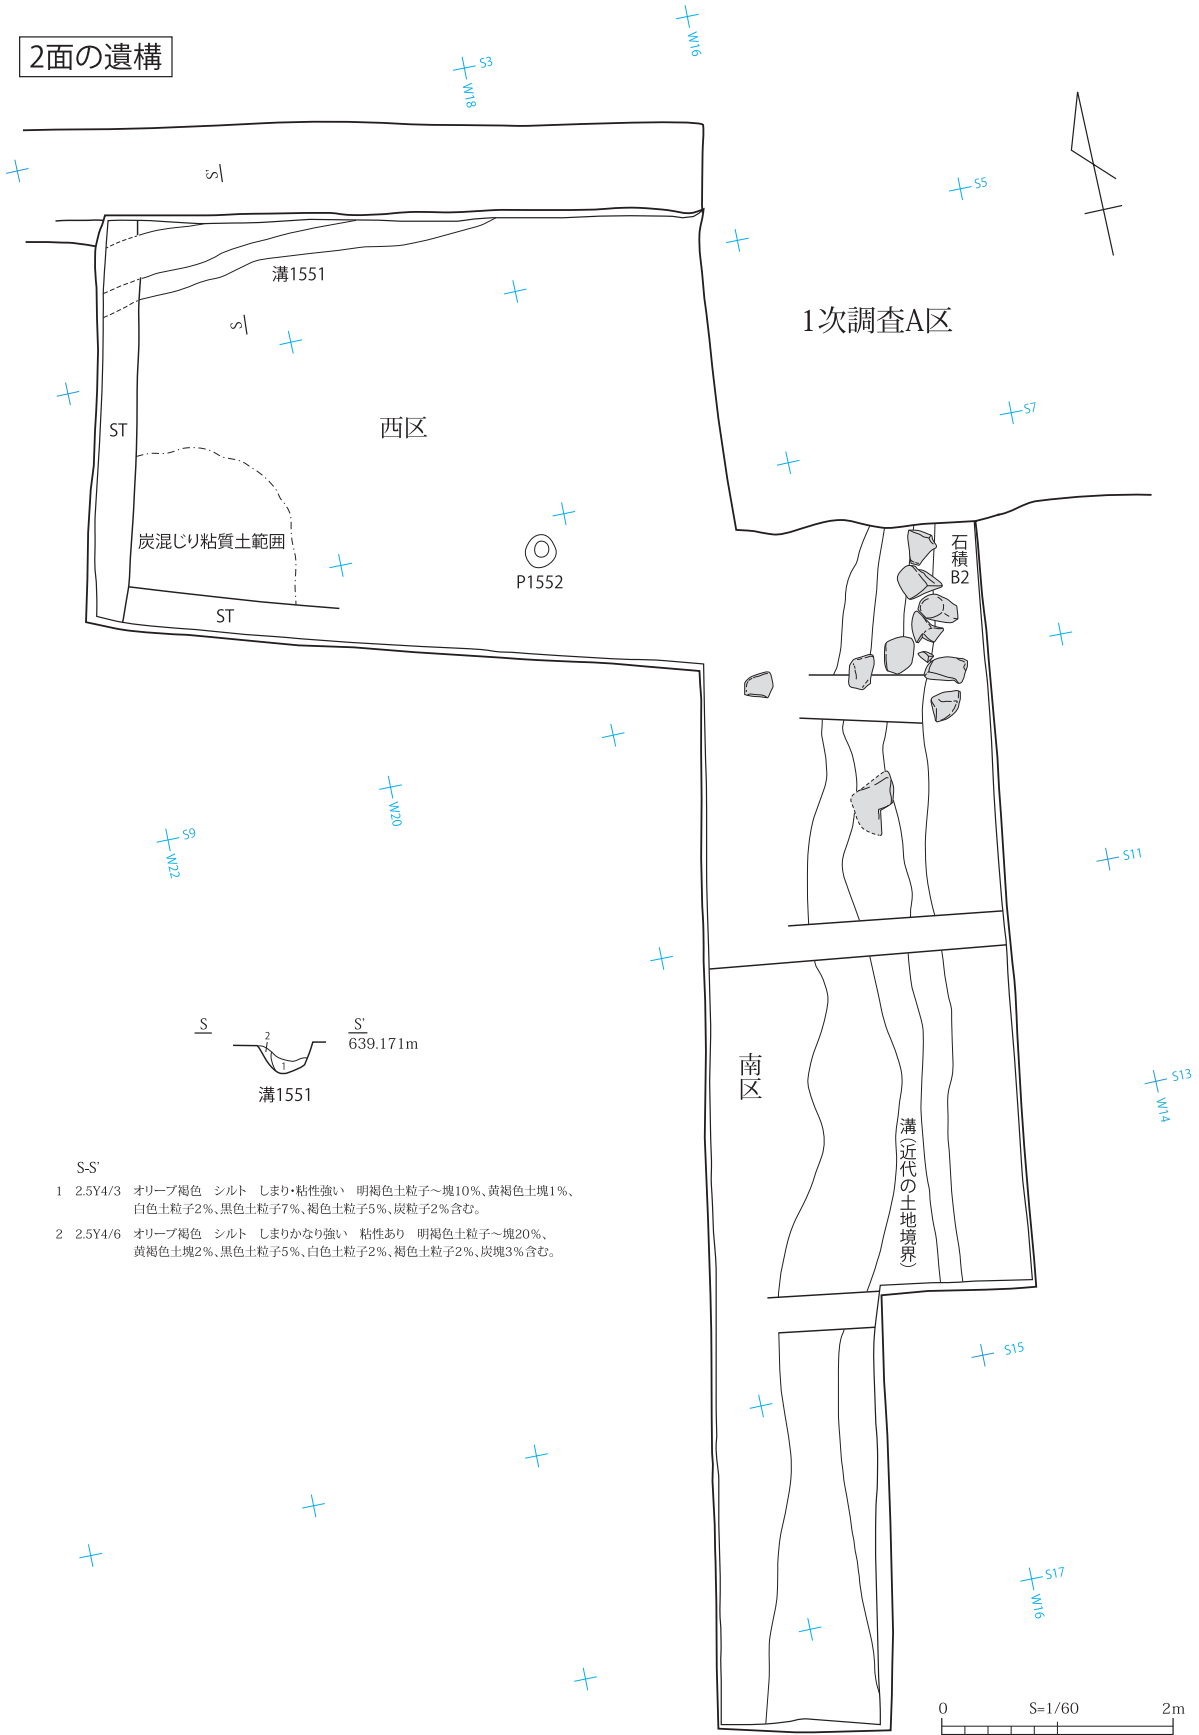 2面の遺構
W16
S3
W18
S'
S5
溝1551
S
1次調査A区
S7
ST
西区
炭混じり粘質土範囲
石積
B2
P1552
ST
S9
W22
W20
S11
S
S'
639.171m
2
1
溝1551
南区
S13
W14
溝(近代の土地境界)
S-S'
1 2.5Y4/3 オリーブ褐色 シルト しまり・粘性強い 明褐色土粒子～塊10％、黄褐色土塊1％、
白色土粒子2％、黒色土粒子7％、褐色土粒子5％、炭粒子2％含む。
2 2.5Y4/6 オリーブ褐色 シルト しまりかなり強い 粘性あり 明褐色土粒子～塊20％、
黄褐色土塊2％、黒色土粒子5％、白色土粒子2％、褐色土粒子2％、炭塊3％含む。
S15
S17
W16
0 S=1/60 2m